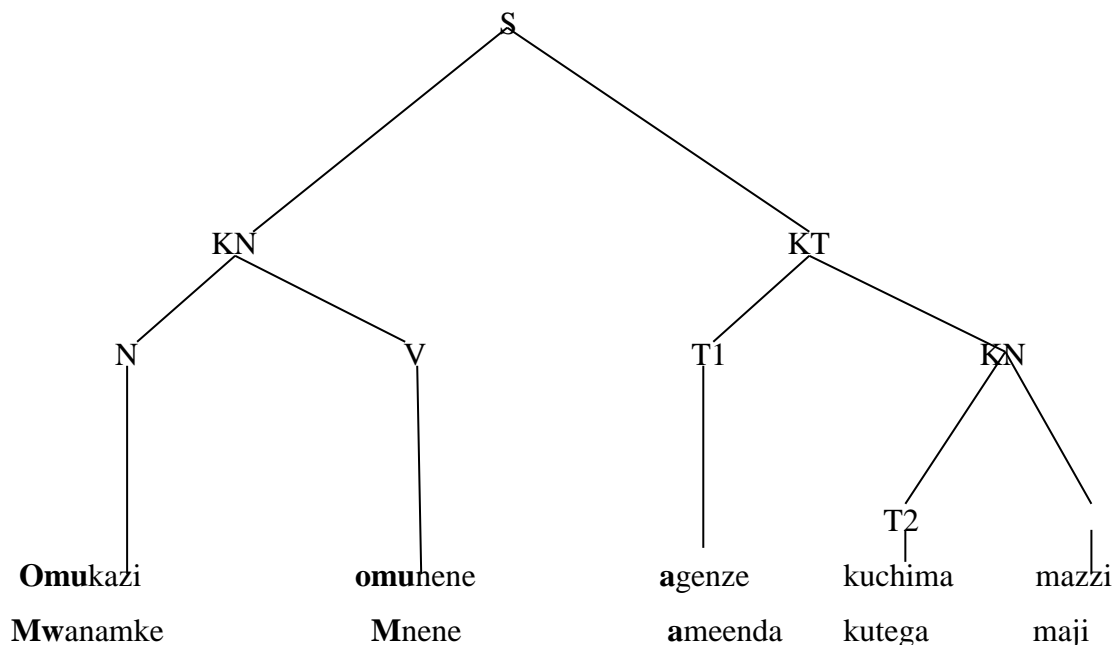 S
KN KT
N V T1 KN
T2
Omukazi omunene agenze kuchima mazzi
Mwanamke Mnene ameenda kutega maji